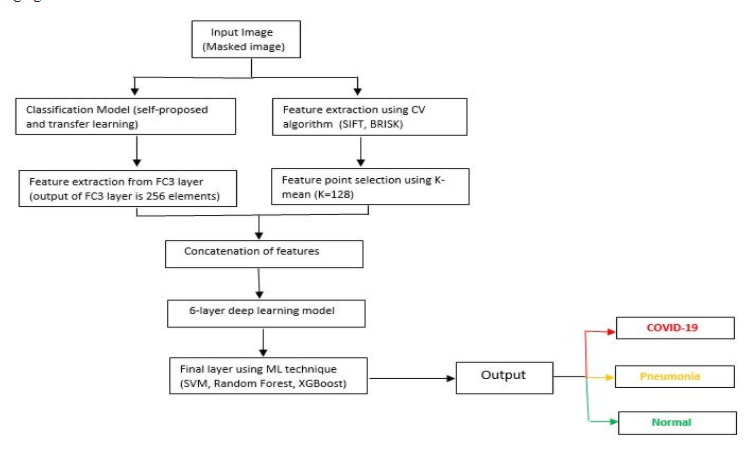 Input Image
(Masked image)
Classification Model (self-proposed
and transfer learning)
Feature extraction using CV
algorithm (SIFT, BRISK)
Feature extraction from FC3 layer
(output of FC3 layer is 256 elements)
Feature point selection using K-
mean (K=128)
Concatenation of features
6-layer deep learning model
Final layer using ML technique
(SVM, Random Forest, XGBoost)
Output
COVID-19
Pneumonia
Normal